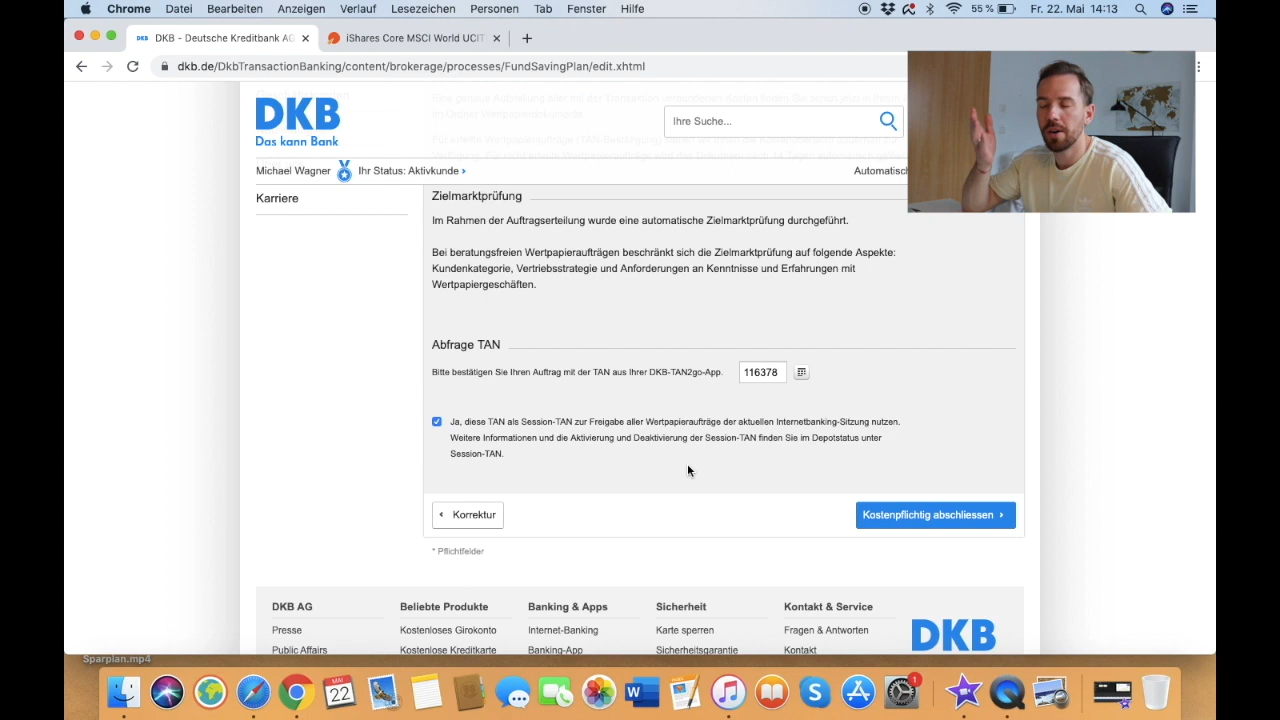 Chrome Datei Bearbeiten Anzeigen Verlauf Lesezeichen Personen Tab Fenster Hilfe 55 % Fr. 22. Mai 14:13
DKB - Deutsche Kreditbank AG
iShares Core MSCI World UCIT
dkb.de/DkbTransactionBanking/content/brokerage/processes/FundSavingPlan/edit.xhtml
DKB
Das kann Bank
Ihre Suche...
Michael Wagner Ihr Status: Aktivkunde
Automatisch
Karriere
Zielmarktprüfung
Im Rahmen der Auftragserteilung wurde eine automatische Zielmarktprüfung durchgeführt.
Bei beratungsfreien Wertpapieraufträgen beschränkt sich die Zielmarktprüfung auf folgende Aspekte:
Kundenkategorie, Vertriebsstrategie und Anforderungen an Kenntnisse und Erfahrungen mit
Wertpapiergeschäften.
Abfrage TAN
Bitte bestätigen Sie Ihren Auftrag mit der TAN aus Ihrer DKB-TAN2go-App. 116378
Ja, diese TAN als Session-TAN zur Freigabe aller Wertpapieraufträge der aktuellen Internetbanking-Sitzung nutzen.
Weitere Informationen und die Aktivierung und Deaktivierung der Session-TAN finden Sie im Depotstatus unter
Session-TAN.
Korrektur
Kostenpflichtig abschliessen
* Pflichtfelder
DKB AG Beliebte Produkte Banking & Apps Sicherheit Kontakt & Service
Presse Kostenloses Girokonto Internet-Banking Karte sperren Fragen & Antworten
Public Affairs Kostenlose Kreditkarte Banking-App Sicherheitsgarantie Kontakt
DKB
Sparplan.mp4
MAI
22
1